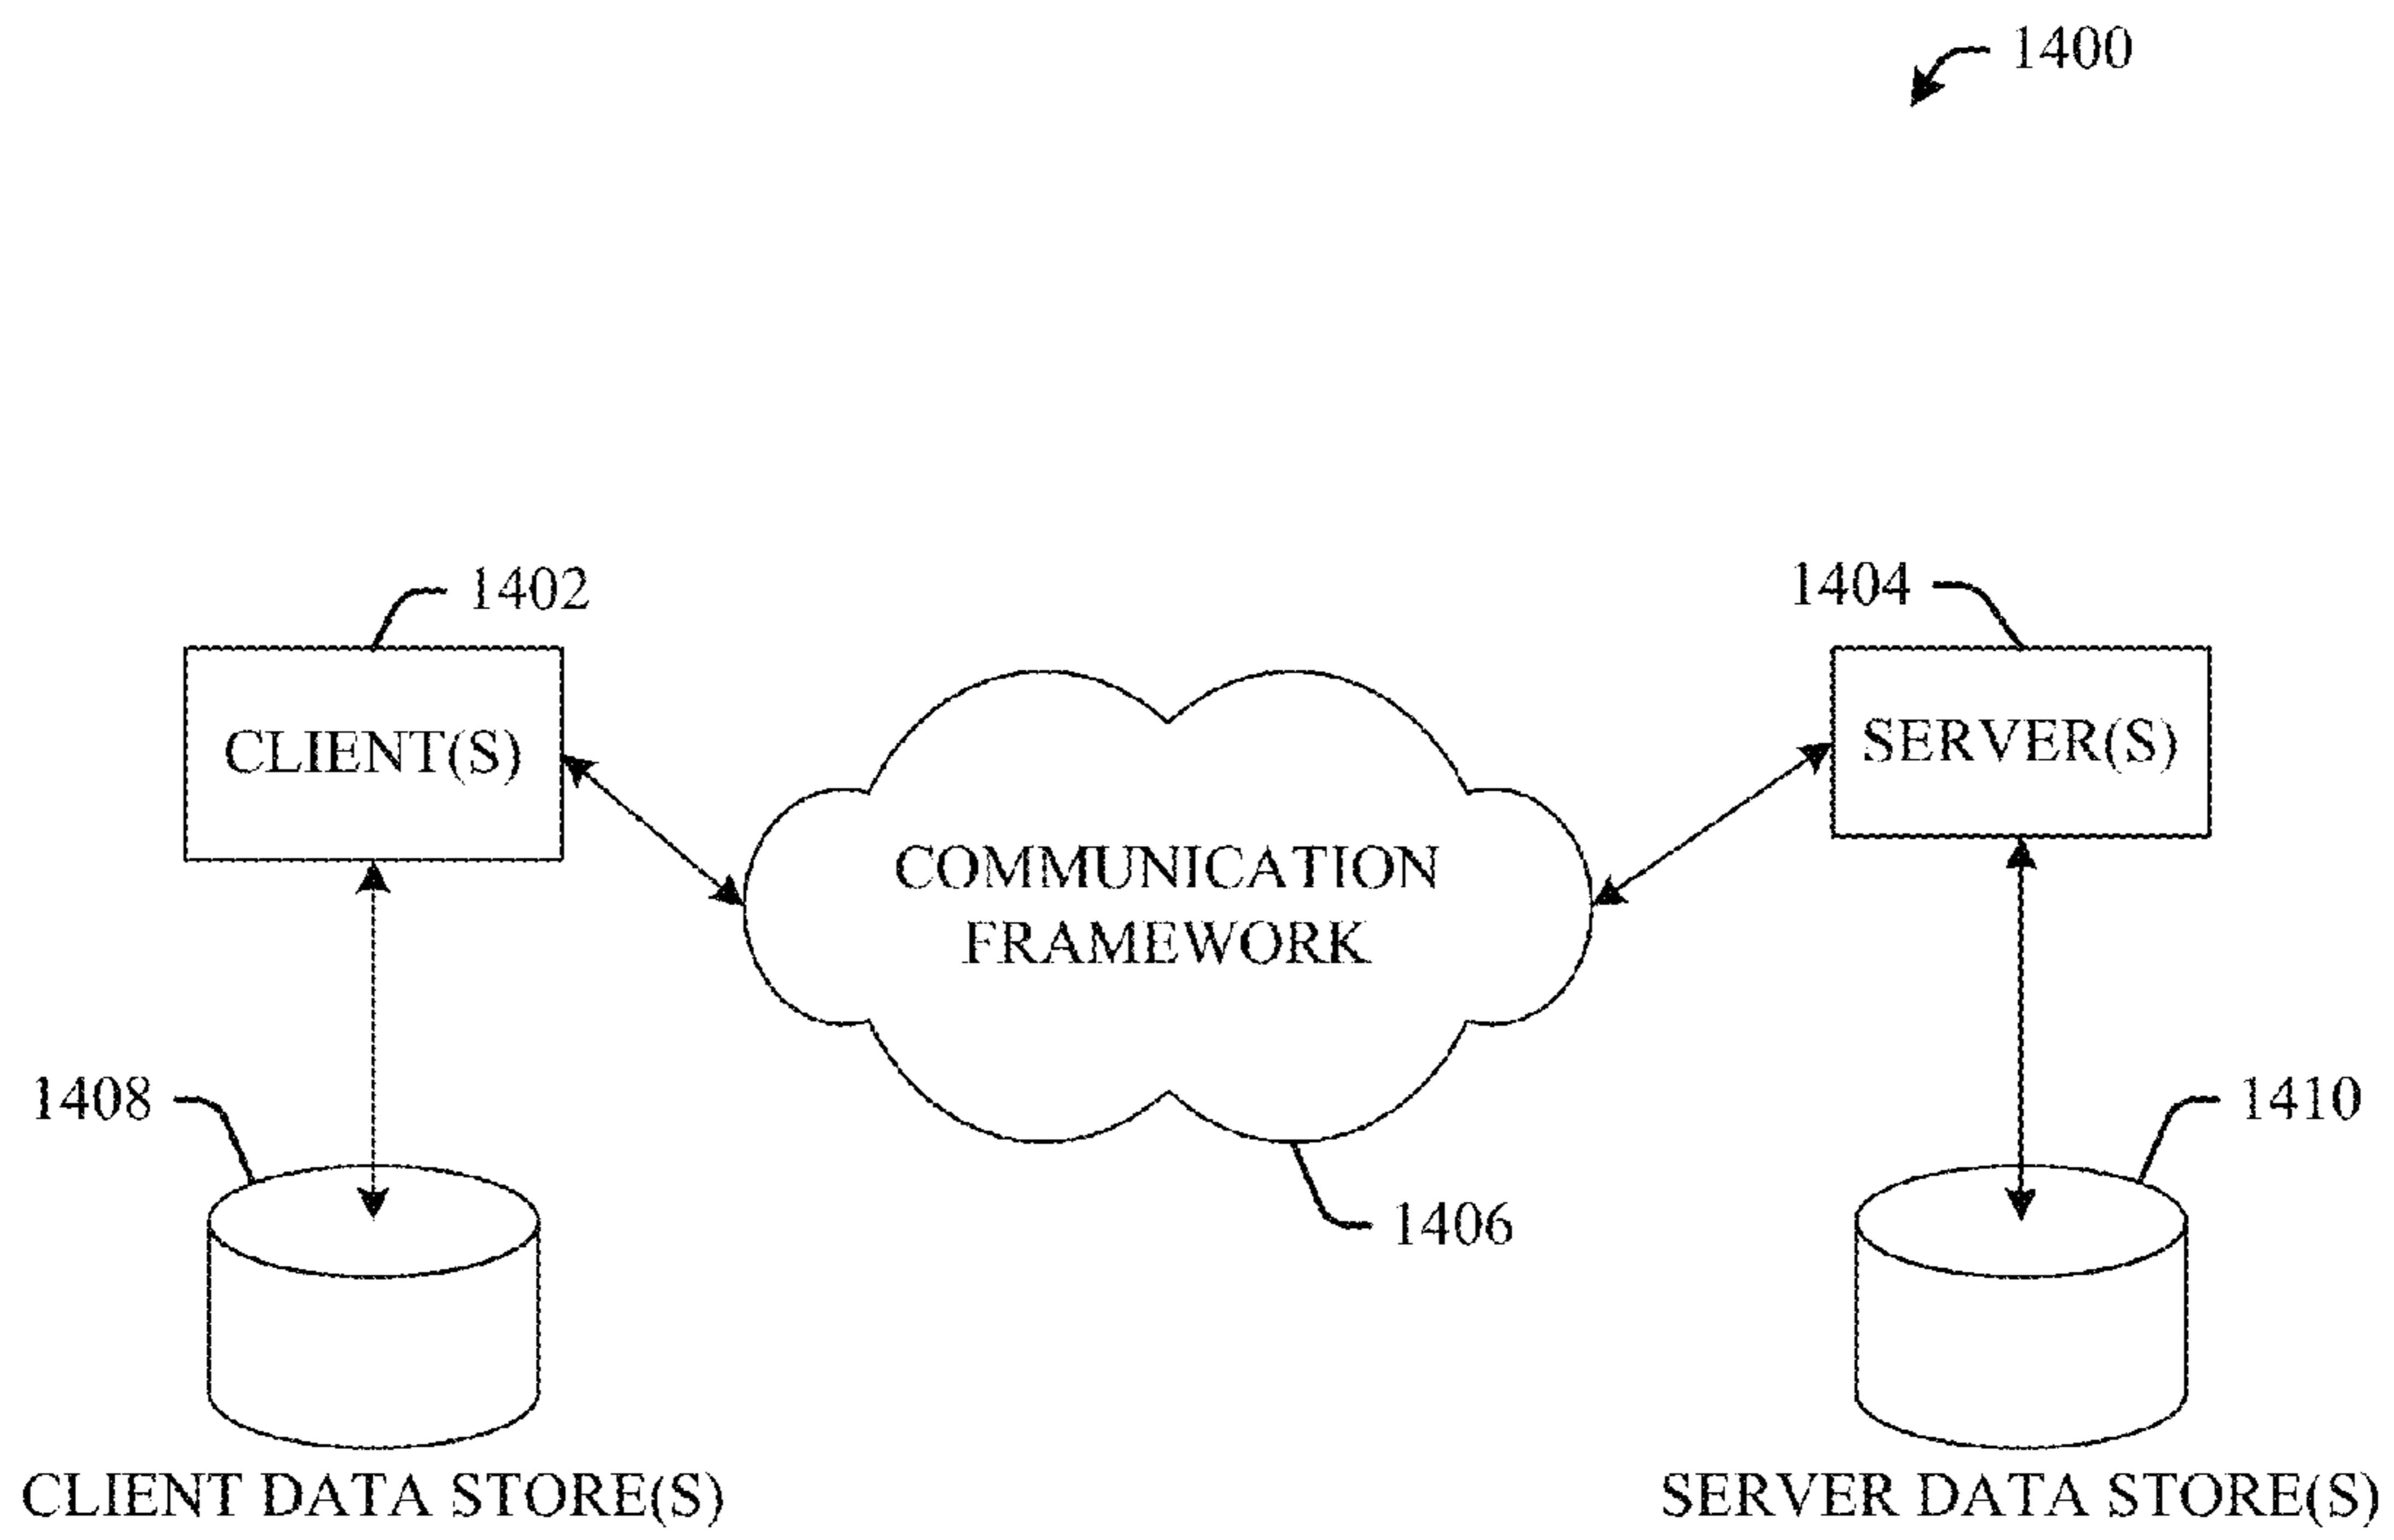 1400
1402
1404
CLIENT(S)
SERVER(S)
COMMUNICATION
FRAMEWORK
1408
1410
1406
CLIENT DATA STORE(S)
SERVER DATA STORE(S)